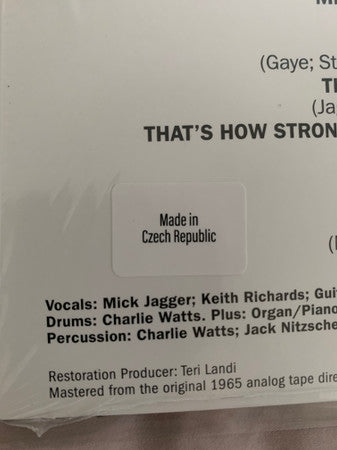 (Gaye; St
(Ja
THAT'S HOW STRON
Made in
Czech Republic
Vocals: Mick Jagger; Keith Richards; Gui
Drums: Charlie Watts. Plus: Organ/Piano
Percussion: Charlie Watts; Jack Nitzsche
Restoration Producer: Teri Landi
Mastered from the original 1965 analog tape dire